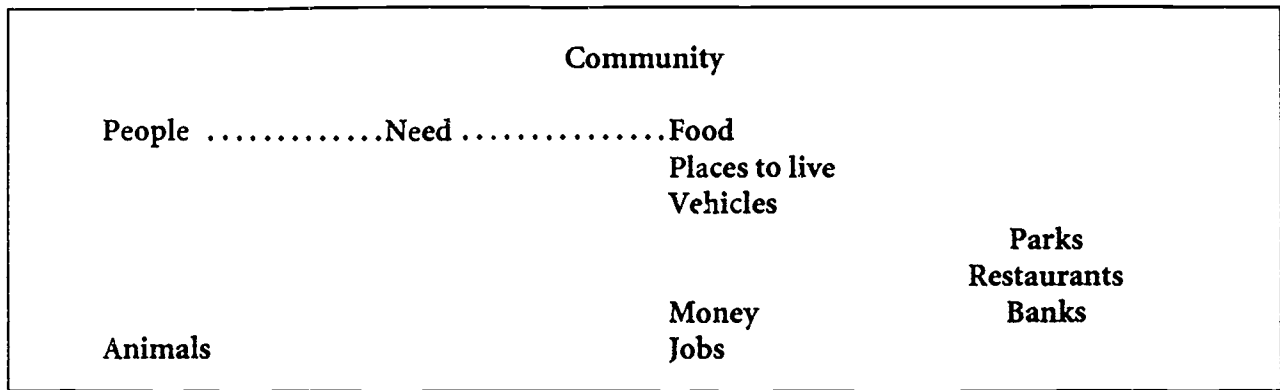 Community
People .............Need ...............Food
Places to live
Vehicles
Parks
Restaurants
Money Banks
Animals Jobs